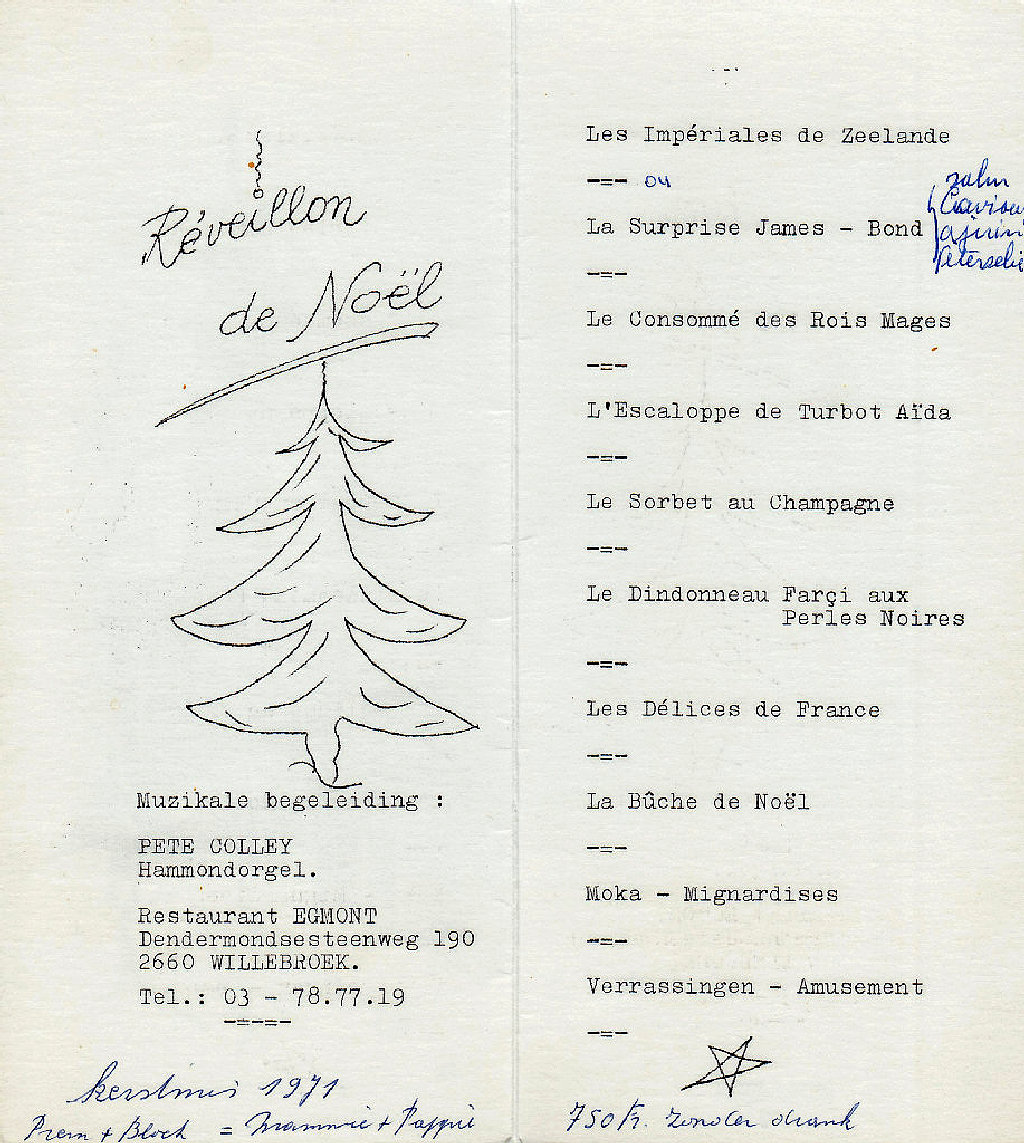 Réveillon
de Noël
Muzikale begeleiding :
PETE COLLEY
Hammondorgel.
Restaurant EGMONT
Dendermondsesteenweg 190
2660 WILLEBROEK.
Tel.: 03 - 78.77.19
-=-=-
kerstmis 1971
+ Bloch = Mammie + Pappie
Les Impériales de Zeelande
-=- ou
zalm
Caviaar
La Surprise James - Bond
peterselie
-=-
Le Consommé des Rois Mages
-=-
L'Escaloppe de Turbot Aïda
-=-
Le Sorbet au Champagne
-=-
Le Dindonneau Farçi aux
Perles Noires
-=-
Les Délices de France
-=-
La Bûche de Noël
-=-
Moka - Mignardises
-=-
Verrassingen - Amusement
-=-
750 Fr. zonder drank